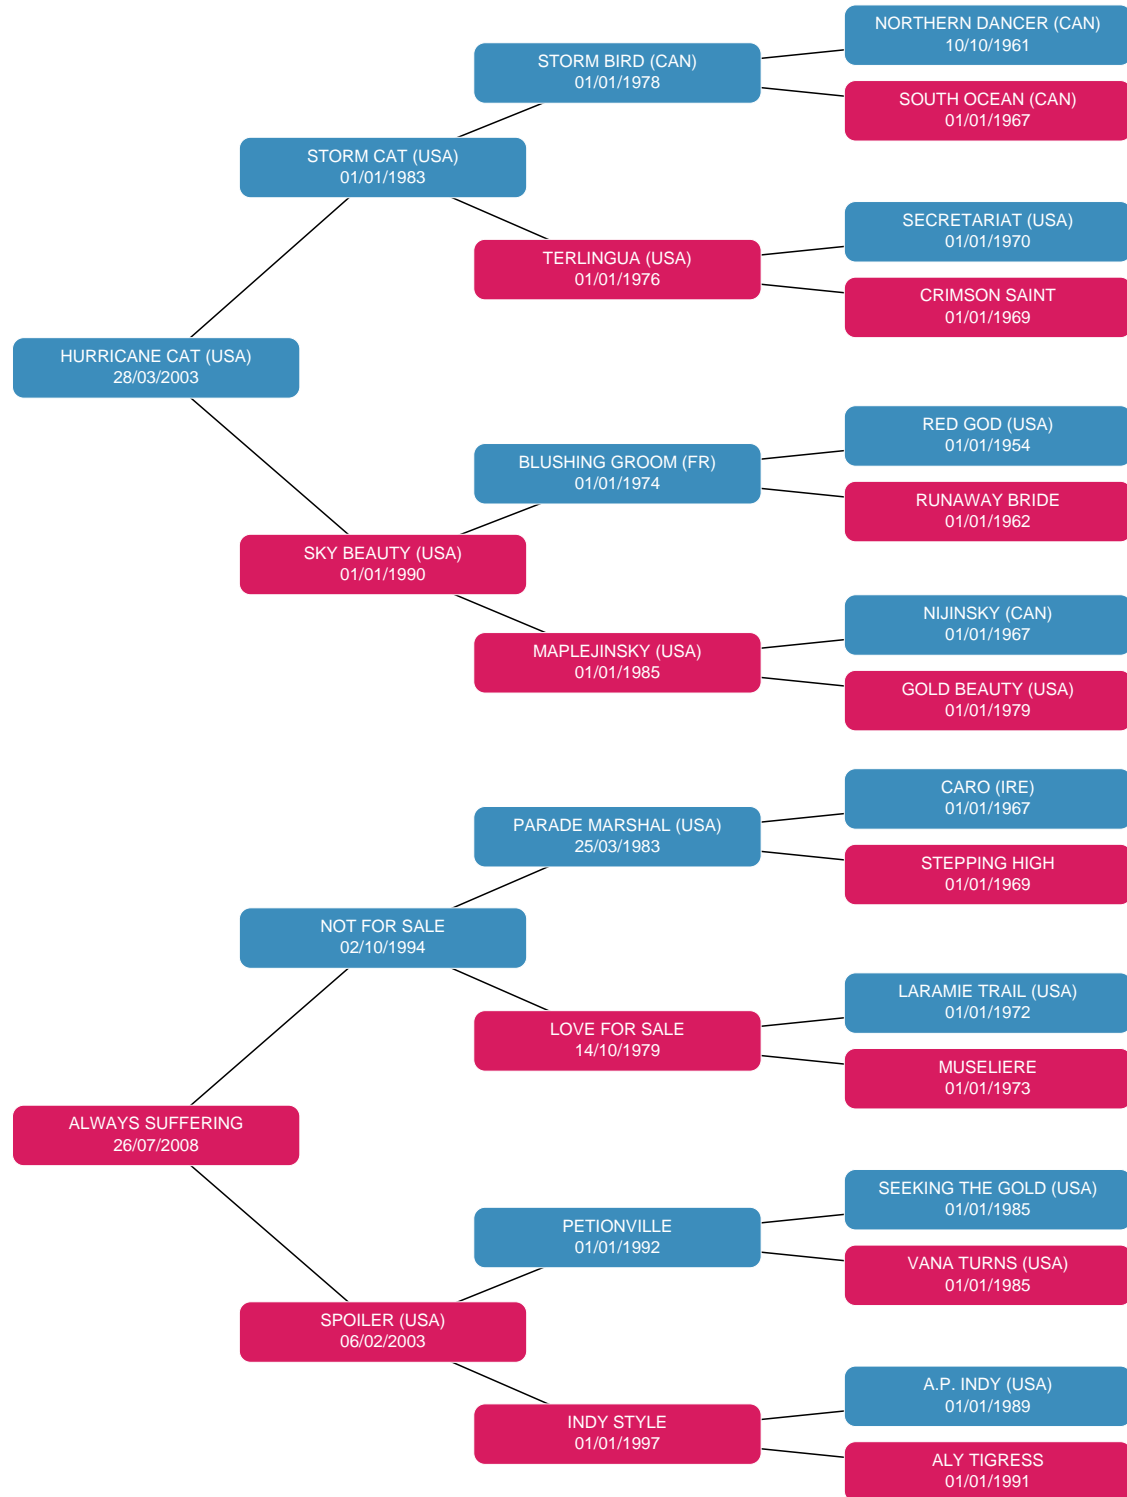 NORTHERN DANCER (CAN)
10/10/1961
STORM BIRD (CAN)
01/01/1978
SOUTH OCEAN (CAN)
01/01/1967
STORM CAT (USA)
01/01/1983
SECRETARIAT (USA)
01/01/1970
TERLINGUA (USA)
01/01/1976
CRIMSON SAINT
01/01/1969
HURRICANE CAT (USA)
28/03/2003
RED GOD (USA)
01/01/1954
BLUSHING GROOM (FR)
01/01/1974
RUNAWAY BRIDE
01/01/1962
SKY BEAUTY (USA)
01/01/1990
NIJINSKY (CAN)
01/01/1967
MAPLEJINSKY (USA)
01/01/1985
GOLD BEAUTY (USA)
01/01/1979
CARO (IRE)
01/01/1967
PARADE MARSHAL (USA)
25/03/1983
STEPPING HIGH
01/01/1969
NOT FOR SALE
02/10/1994
LARAMIE TRAIL (USA)
01/01/1972
LOVE FOR SALE
14/10/1979
MUSELIERE
01/01/1973
ALWAYS SUFFERING
26/07/2008
SEEKING THE GOLD (USA)
01/01/1985
PETIONVILLE
01/01/1992
VANA TURNS (USA)
01/01/1985
SPOILER (USA)
06/02/2003
A.P. INDY (USA)
01/01/1989
INDY STYLE
01/01/1997
ALY TIGRESS
01/01/1991